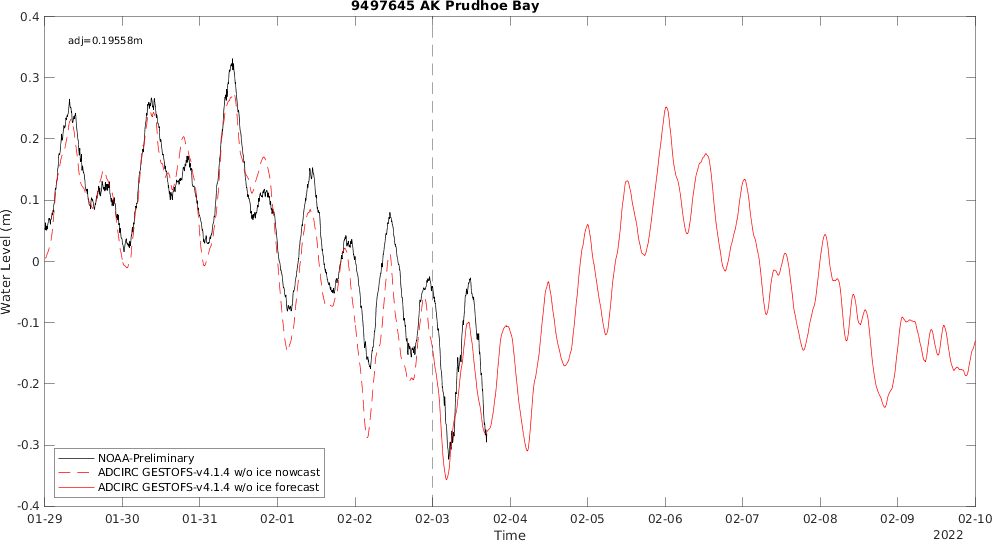 9497645 AK Prudhoe Bay
adj=0.19558m
0.4
0.3
0.2
0.1
0
-0.1
-0.2
-0.3
-0.4
Water Level (m)
NOAA-Preliminary
ADCIRC GESTOFS-v4.1.4 w/o ice nowcast
ADCIRC GESTOFS-v4.1.4 w/o ice forecast
01-29 01-30 01-31 02-01 02-02 02-03 02-04 02-05 02-06 02-07 02-08 02-09 02-10
Time
2022